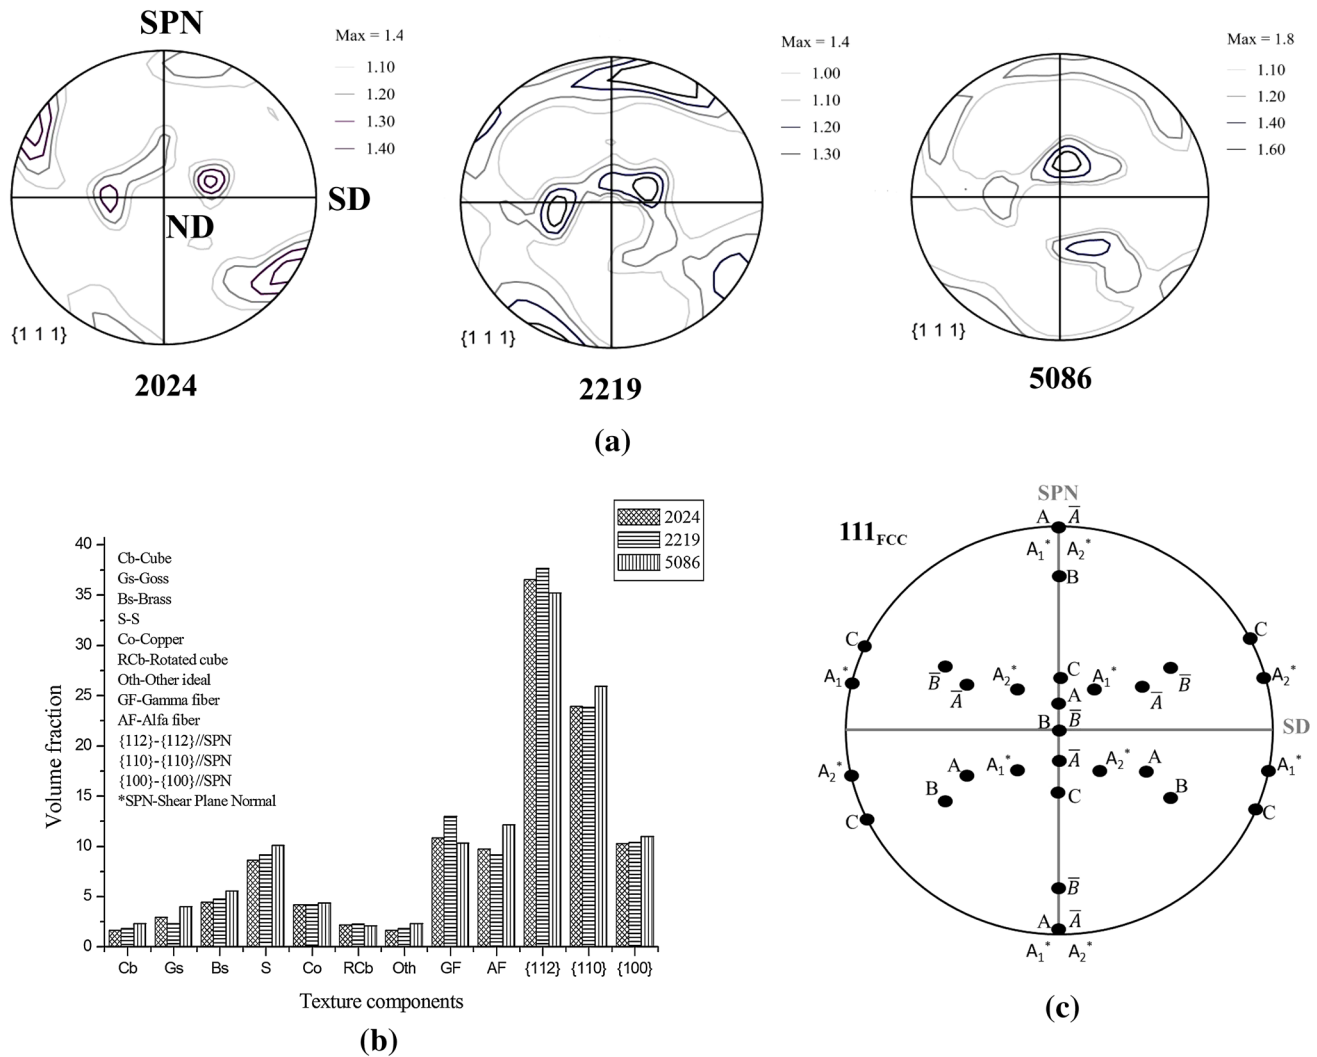 SPN
SD
ND
Max = 1.4
1.10
1.20
1.30
1.40
{1 1 1}
2024
Max = 1.4
1.00
1.10
1.20
1.30
{1 1 1}
2219
Max = 1.8
1.10
1.20
1.40
1.60
{1 1 1}
5086
(a)
2024
2219
5086
Cb-Cube
Gs-Goss
Bs-Brass
S-S
Co-Copper
RCb-Rotated cube
Oth-Other ideal
GF-Gamma fiber
AF-Alfa fiber
{112}-{112}//SPN
{110}-{110}//SPN
{100}-{100}//SPN
*SPN-Shear Plane Normal
Volume fraction
40
35
30
25
20
15
10
5
0
Cb Gs Bs S Co RCb Oth GF AF {112} {110} {100}
Texture components
(b)
SPN
111FCC
A A̅
A₁* A₂*
B
C C
B̅ A̅ A₂* C A₁* A̅ B̅
A₁* A₂*
A
B B̅
SD
A̅
A₂* B A A₁* A₂* A B A₁*
C C C
B̅
A A̅
A₁* A₂*
(c)